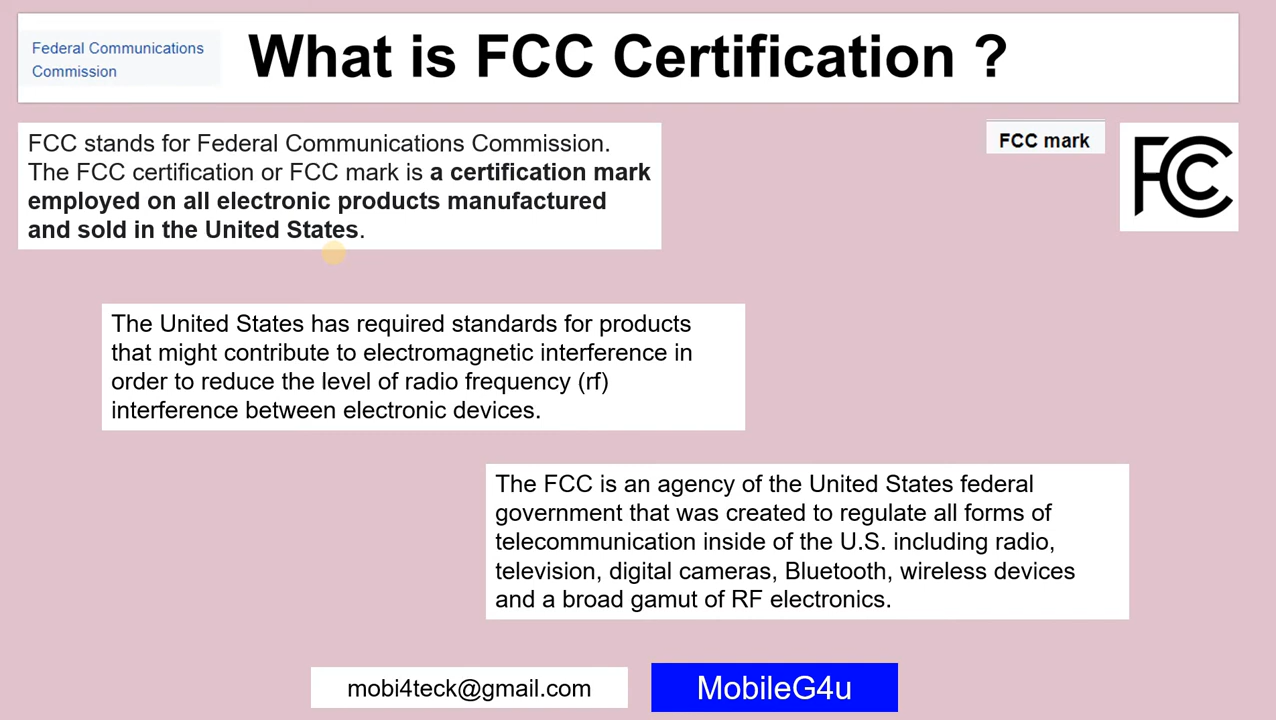 Federal Communications
Commission
What is FCC Certification ?
FCC stands for Federal Communications Commission.
The FCC certification or FCC mark is a certification mark
employed on all electronic products manufactured
and sold in the United States.
FCC mark
FCC
The United States has required standards for products
that might contribute to electromagnetic interference in
order to reduce the level of radio frequency (rf)
interference between electronic devices.
The FCC is an agency of the United States federal
government that was created to regulate all forms of
telecommunication inside of the U.S. including radio,
television, digital cameras, Bluetooth, wireless devices
and a broad gamut of RF electronics.
mobi4teck@gmail.com
MobileG4u